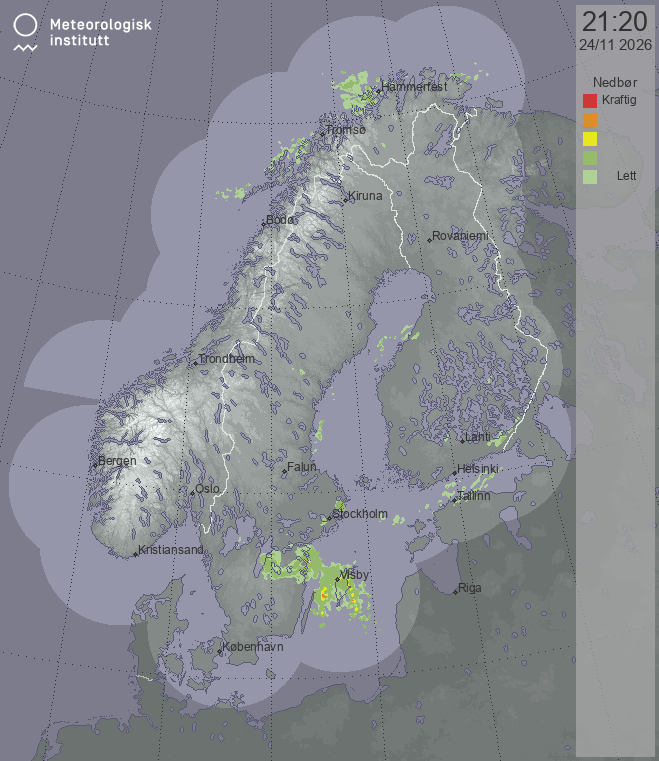 Meteorologisk
institutt
21:20
24/11 2026
Nedbør
Kraftig
Lett
Hammerfest
Tromsø
Kiruna
Bodø
Rovaniemi
Trondheim
Lahti
Bergen
Falun
Helsinki
Oslo
Tallinn
Stockholm
Kristiansand
Visby
Riga
København